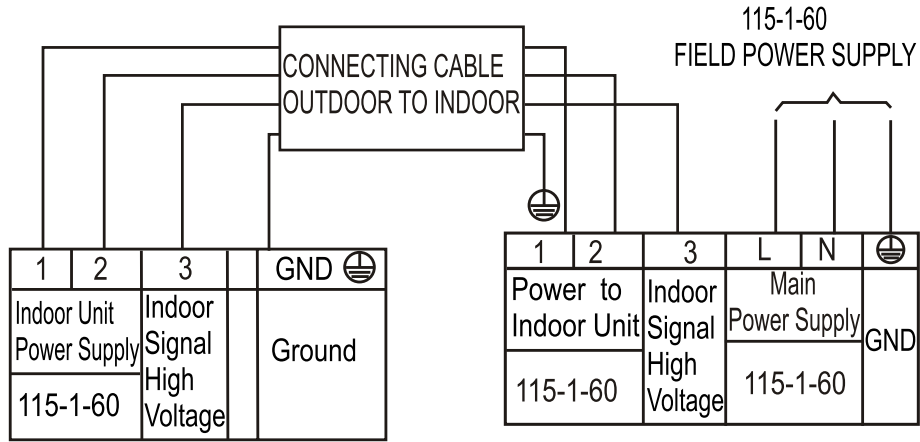 115-1-60
FIELD POWER SUPPLY
CONNECTING CABLE
OUTDOOR TO INDOOR
1 2 3 GND
Indoor Unit
Power Supply
115-1-60
Indoor
Signal
High
Voltage
Ground
1 2 3 L N
Power to
Indoor Unit
115-1-60
Indoor
Signal
High
Voltage
Main
Power Supply
115-1-60
GND